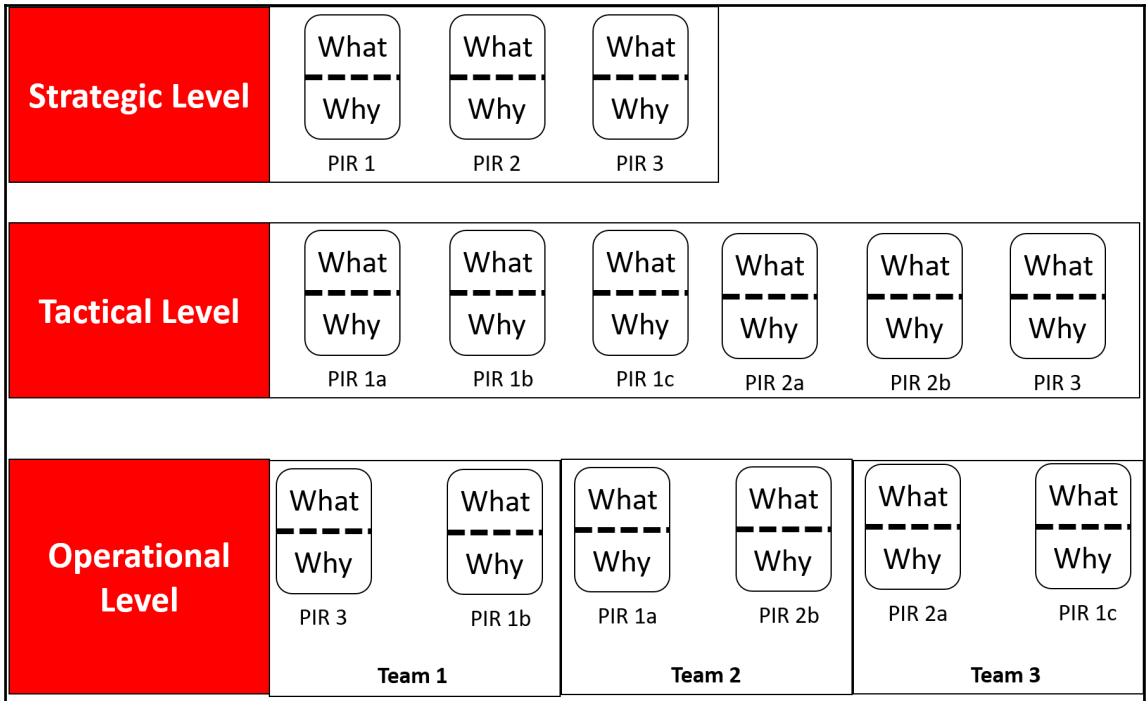 Strategic Level
What What What
Why Why Why
PIR 1 PIR 2 PIR 3
Tactical Level
What What What What What What
Why Why Why Why Why Why
PIR 1a PIR 1b PIR 1c PIR 2a PIR 2b PIR 3
Operational
Level
What What What What What What
Why Why Why Why Why Why
PIR 3 PIR 1b PIR 1a PIR 2b PIR 2a PIR 1c
Team 1 Team 2 Team 3